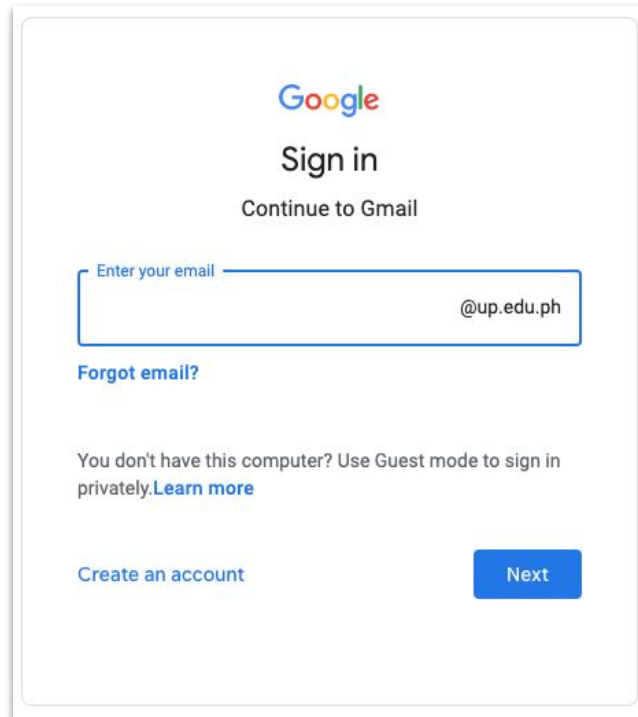 Google
Sign in
Continue to Gmail
Enter your email
@up.edu.ph
Forgot email?
You don't have this computer? Use Guest mode to sign in
privately.Learn more
Create an account
Next